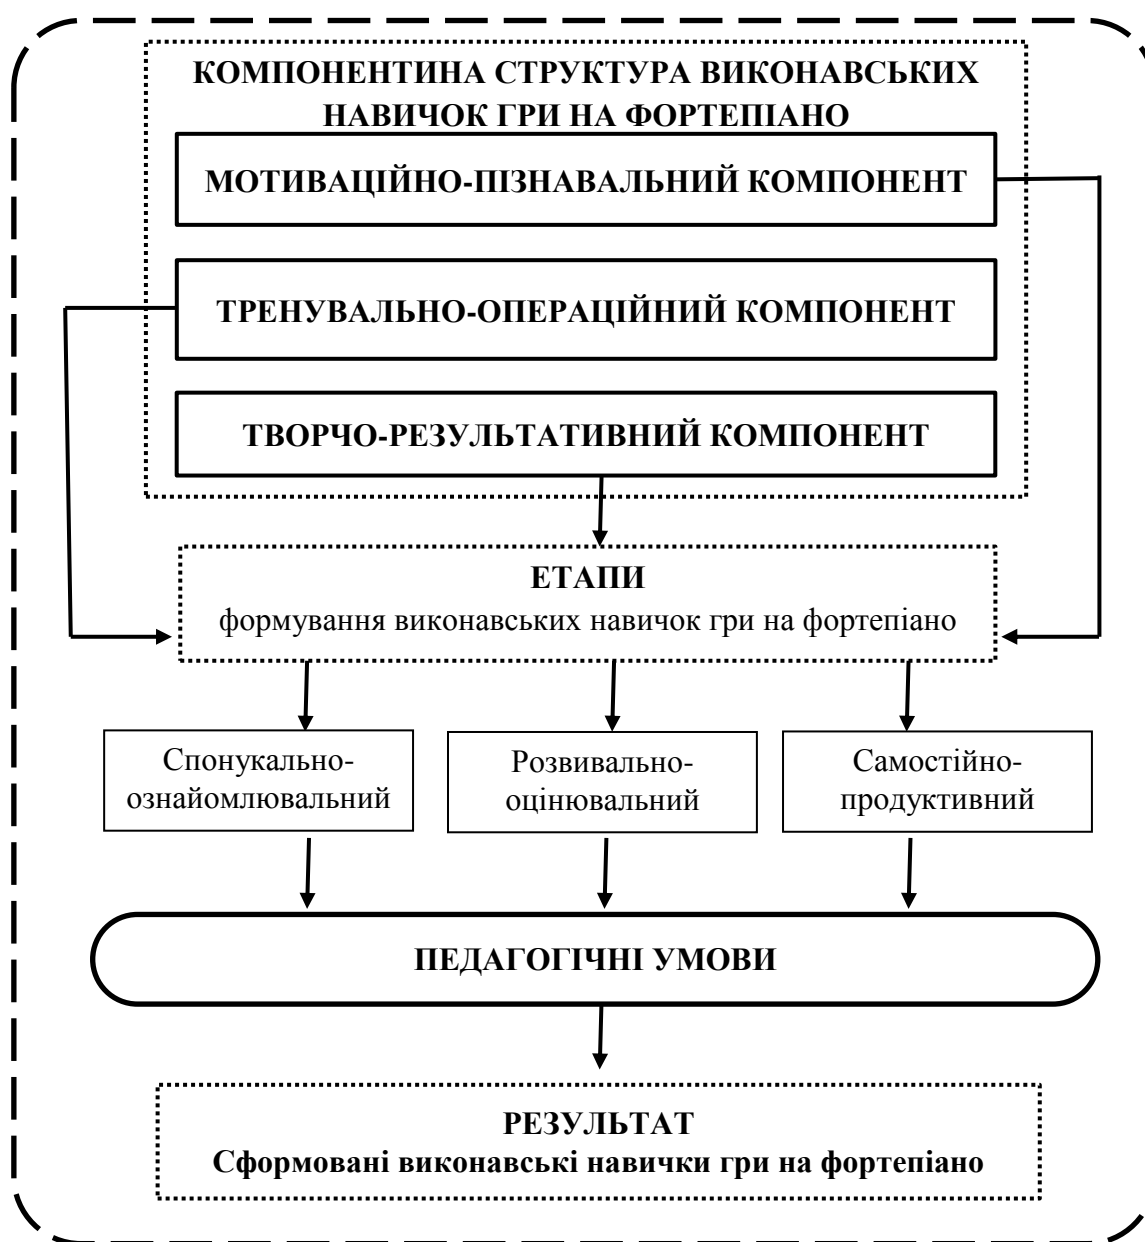 КОМПОНЕНТИНА СТРУКТУРА ВИКОНАВСЬКИХ
НАВИЧОК ГРИ НА ФОРТЕПІАНО
МОТИВАЦІЙНО-ПІЗНАВАЛЬНИЙ КОМПОНЕНТ
ТРЕНУВАЛЬНО-ОПЕРАЦІЙНИЙ КОМПОНЕНТ
ТВОРЧО-РЕЗУЛЬТАТИВНИЙ КОМПОНЕНТ
ЕТАПИ
формування виконавських навичок гри на фортепіано
Спонукально-
ознайомлювальний
Розвивально-
оцінювальний
Самостійно-
продуктивний
ПЕДАГОГІЧНІ УМОВИ
РЕЗУЛЬТАТ
Сформовані виконавські навички гри на фортепіано